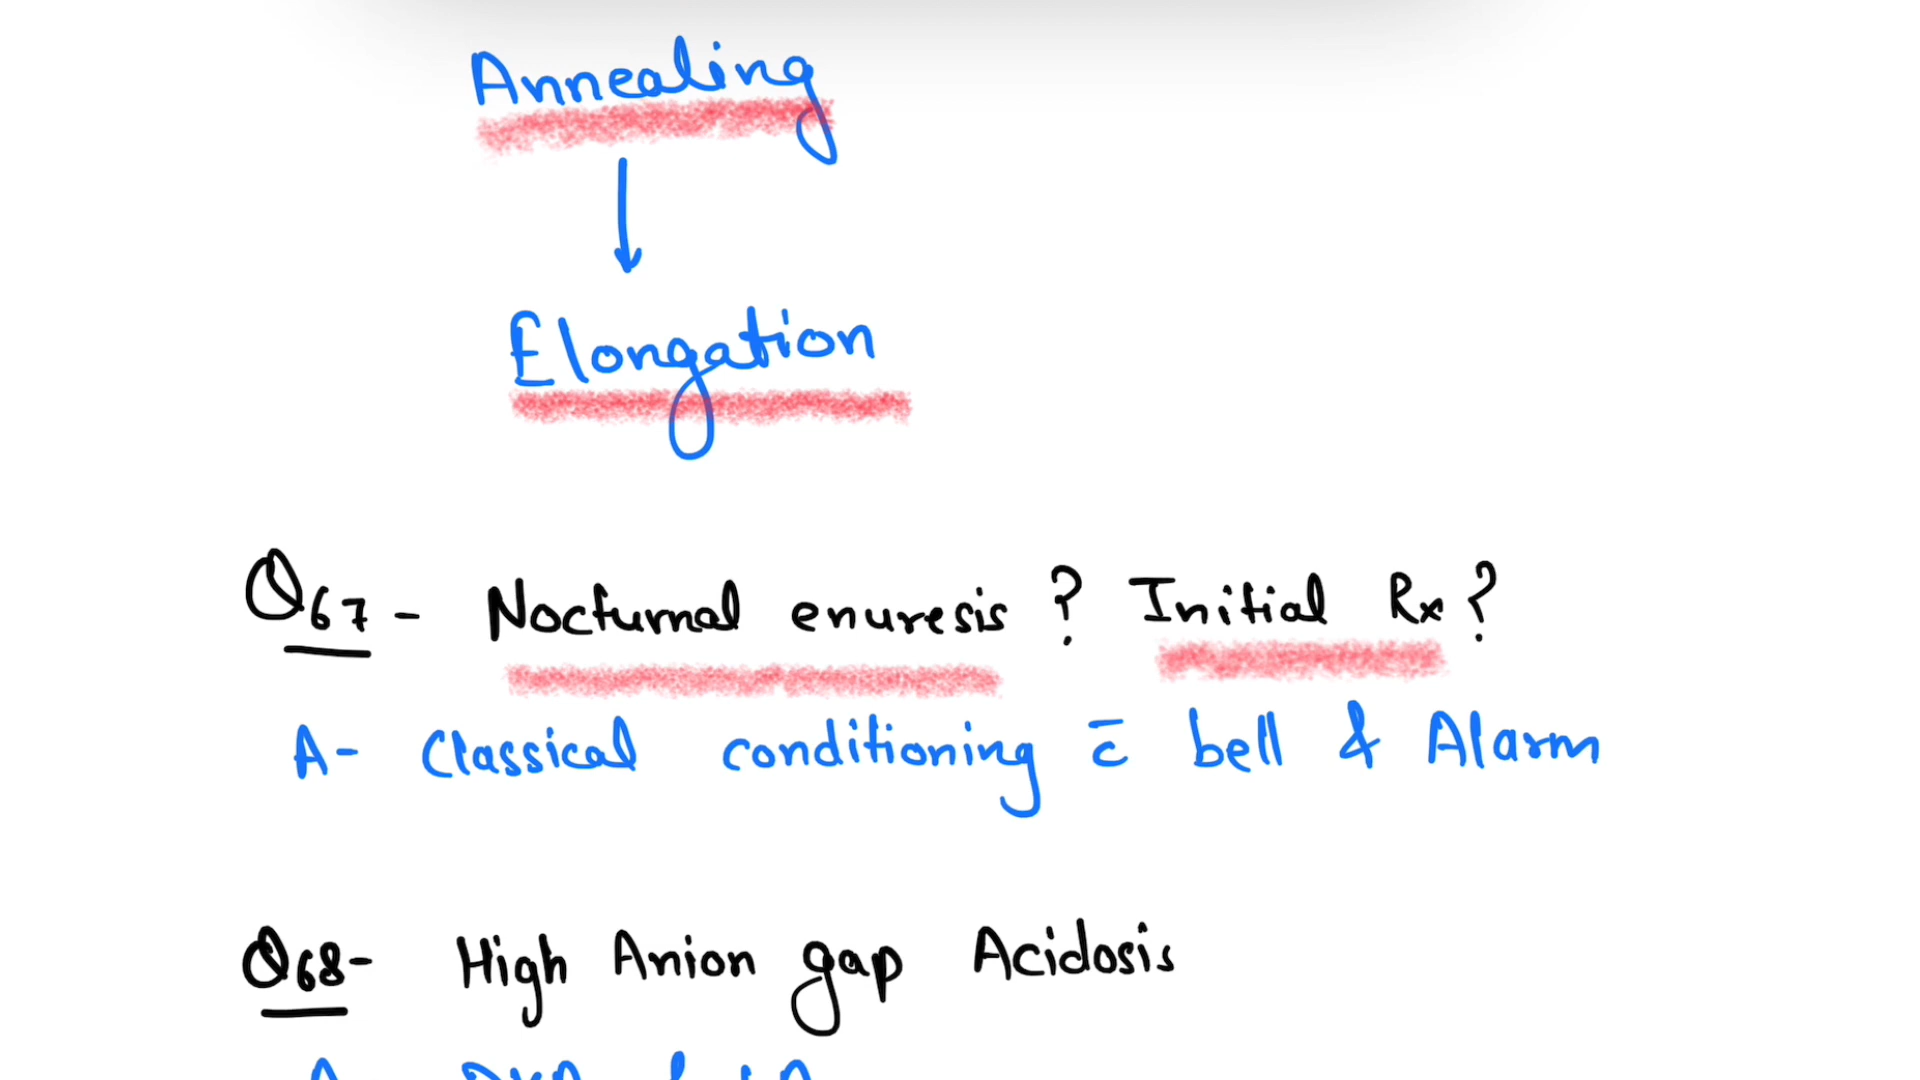 Annealing
↓
Elongation
Q67 - Nocturnal enuresis ? Initial Rx ?
A- Classical conditioning c̄ bell & Alarm
Q68- High Anion gap Acidosis